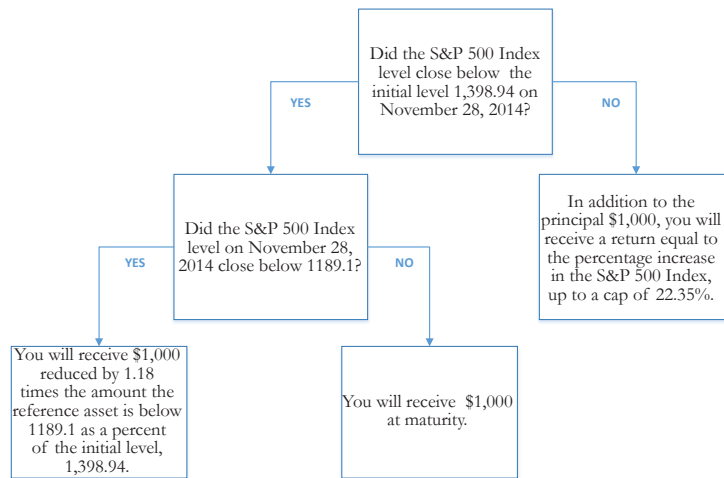 Did the S&P 500 Index
level close below the
initial level 1,398.94 on
November 28, 2014?
YES
NO
Did the S&P 500 Index
level on November 28,
2014 close below 1189.1?
In addition to the
principal $1,000, you will
receive a return equal to
the percentage increase
in the S&P 500 Index,
up to a cap of 22.35%.
YES
NO
You will receive $1,000
reduced by 1.18
times the amount the
reference asset is below
1189.1 as a percent
of the initial level,
1,398.94.
You will receive $1,000
at maturity.